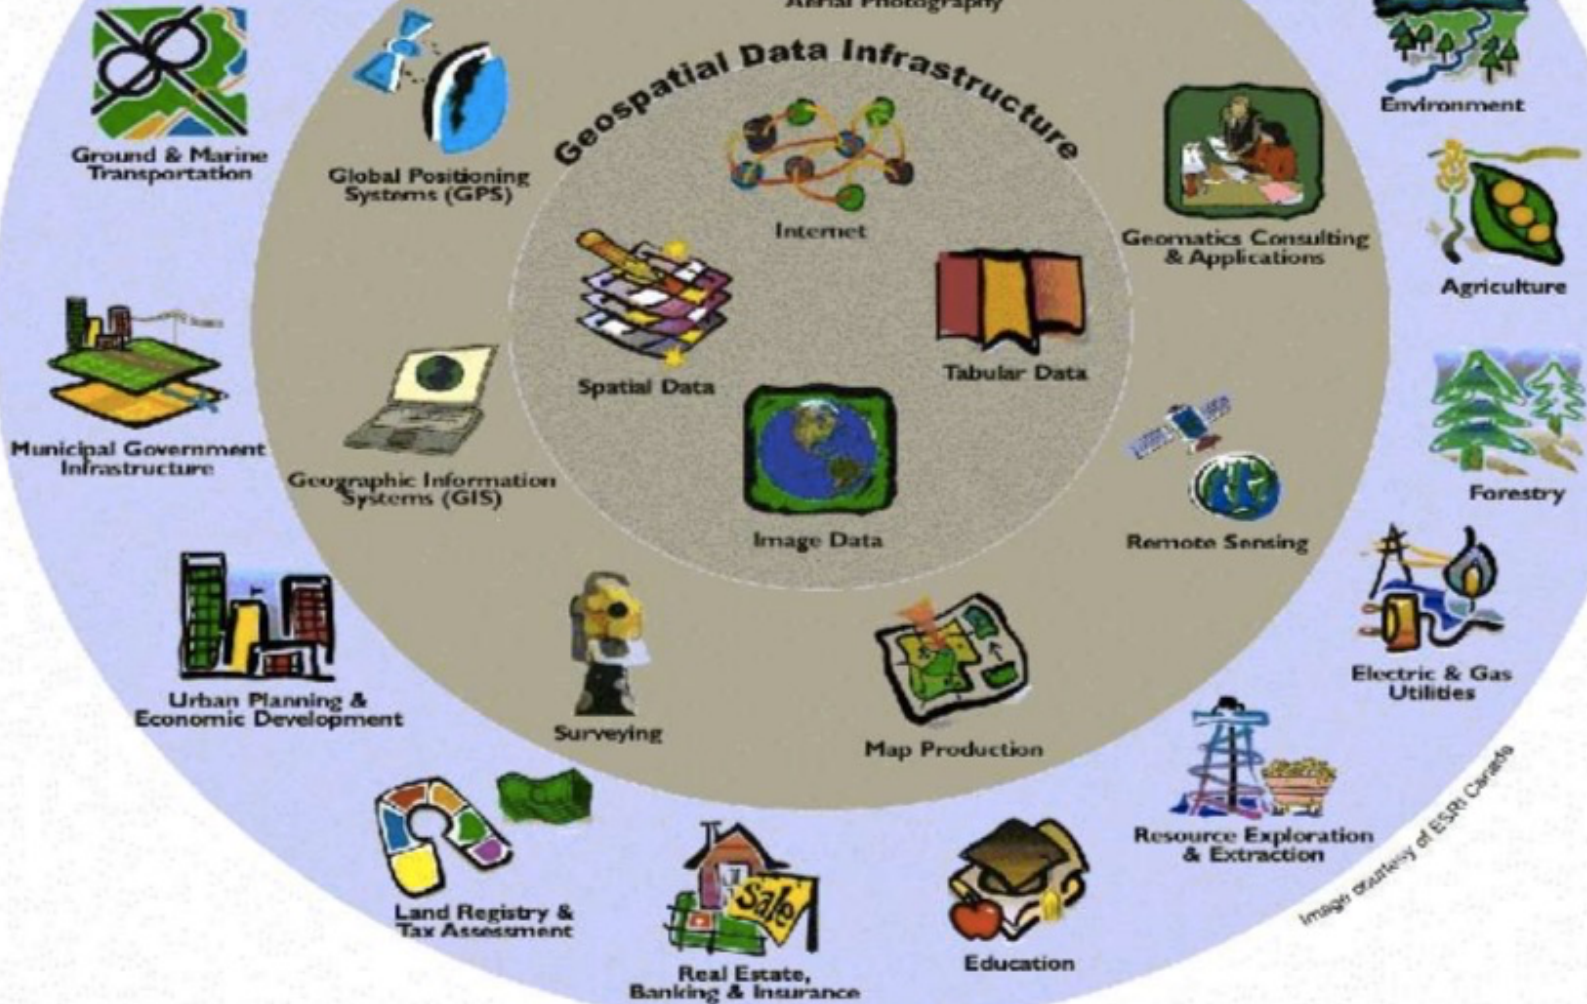 Aerial Photography
Geospatial Data Infrastructure
Ground & Marine
Transportation
Global Positioning
Systems (GPS)
Internet
Geomatics Consulting
& Applications
Environment
Agriculture
Spatial Data
Tabular Data
Municipal Government
Infrastructure
Geographic Information
Systems (GIS)
Image Data
Remote Sensing
Forestry
Urban Planning &
Economic Development
Surveying
Map Production
Electric & Gas
Utilities
Resource Exploration
& Extraction
Land Registry &
Tax Assessment
Sale
Real Estate,
Banking & Insurance
Education
Image courtesy of ESRI Canada